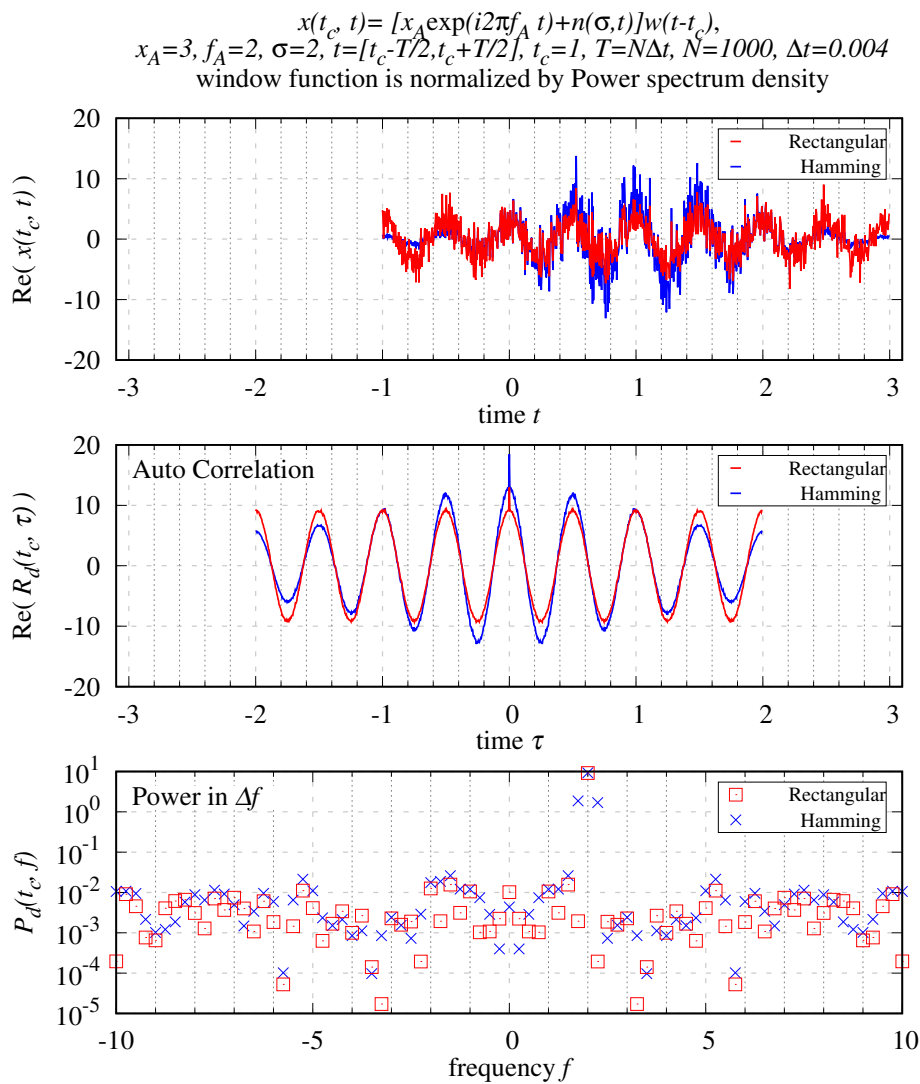 x(t_c, t)= [x_A exp(i2πf_A t)+n(σ,t)]w(t-t_c),
x_A=3, f_A=2, σ=2, t=[t_c-T/2,t_c+T/2], t_c=1, T=NΔt, N=1000, Δt=0.004
window function is normalized by Power spectrum density
20
10
0
-10
-20
Re( x(t_c, t) )
Rectangular
Hamming
-3 -2 -1 0 1 2 3
time t
20
10
0
-10
-20
Re( R_d(t_c, τ))
Auto Correlation
Rectangular
Hamming
-3 -2 -1 0 1 2 3
time τ
10^1
10^0
10^-1
10^-2
10^-3
10^-4
10^-5
P_d(t_c, f)
Power in Δf
Rectangular
Hamming
-10 -5 0 5 10
frequency f